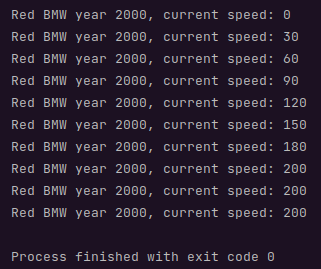 Red BMW year 2000, current speed: 0
Red BMW year 2000, current speed: 30
Red BMW year 2000, current speed: 60
Red BMW year 2000, current speed: 90
Red BMW year 2000, current speed: 120
Red BMW year 2000, current speed: 150
Red BMW year 2000, current speed: 180
Red BMW year 2000, current speed: 200
Red BMW year 2000, current speed: 200
Red BMW year 2000, current speed: 200
Process finished with exit code 0